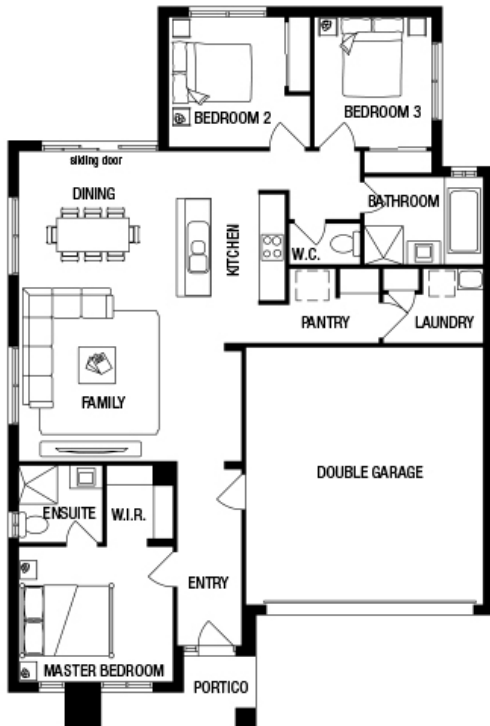 BEDROOM 2
BEDROOM 3
sliding door
DINING
BATHROOM
KITCHEN
W.C.
PANTRY
LAUNDRY
FAMILY
DOUBLE GARAGE
ENSUITE
W.I.R.
ENTRY
MASTER BEDROOM
PORTICO